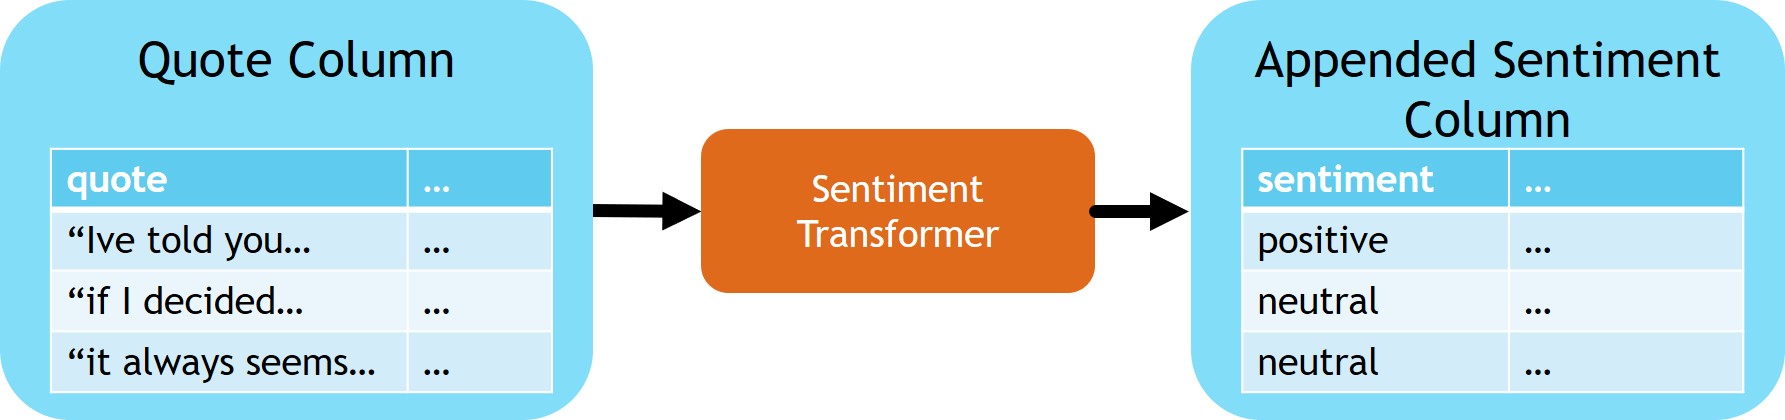 Quote Column
quote ...
“Ive told you... ...
“if I decided... ...
“it always seems... ...
Sentiment
Transformer
Appended Sentiment
Column
sentiment ...
positive ...
neutral ...
neutral ...